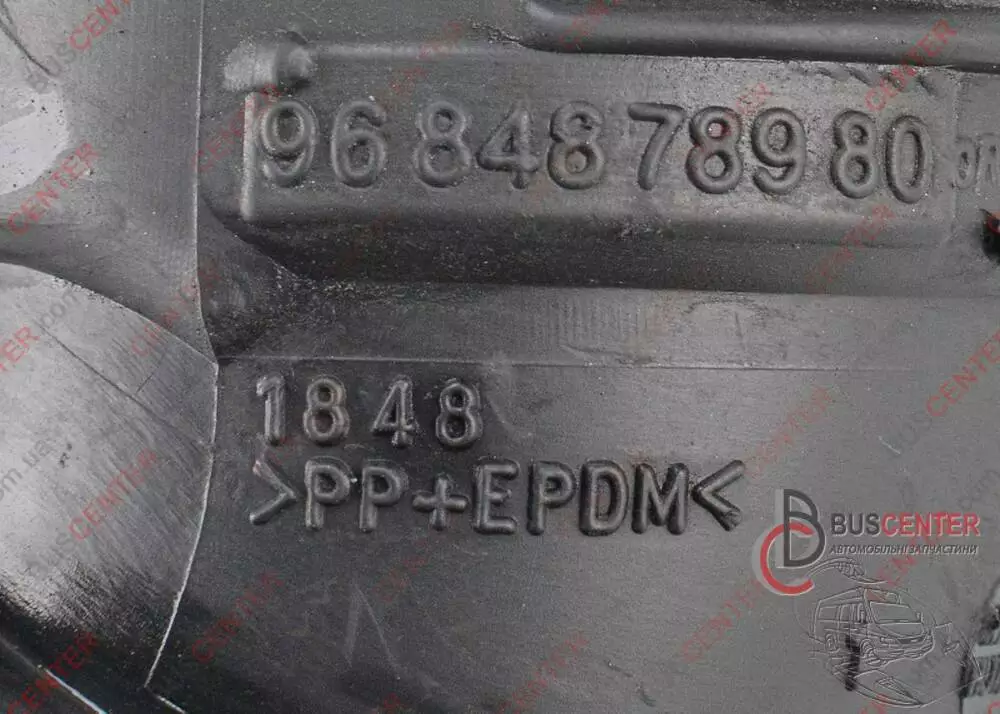 96 848 789 80
1848
>PP+EPDM<
BUSCENTER
АВТОМОБІЛЬНІ ЗАПЧАСТИНИ